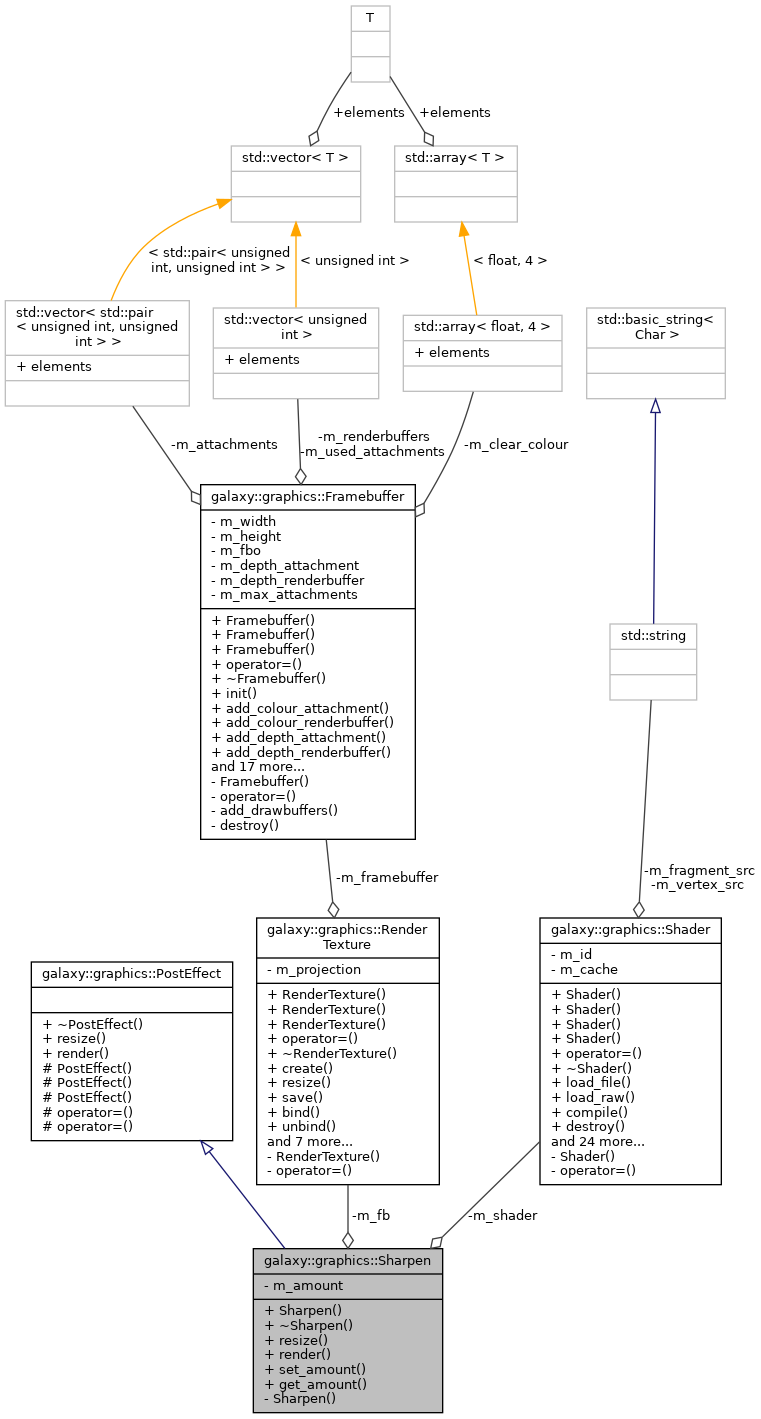 T
+elements
+elements
std::vector< T >
std::array< T >
< std::pair< unsigned
int, unsigned int > >
< unsigned int >
< float, 4 >
std::vector< std::pair
< unsigned int, unsigned
int > >
+ elements
std::vector< unsigned
int >
+ elements
std::array< float, 4 >
+ elements
std::basic_string<
Char >
-m_attachments
-m_renderbuffers
-m_used_attachments
-m_clear_colour
galaxy::graphics::Framebuffer
- m_width
- m_height
- m_fbo
- m_depth_attachment
- m_depth_renderbuffer
- m_max_attachments
+ Framebuffer()
+ Framebuffer()
+ Framebuffer()
+ operator=()
+ ~Framebuffer()
+ init()
+ add_colour_attachment()
+ add_colour_renderbuffer()
+ add_depth_attachment()
+ add_depth_renderbuffer()
and 17 more...
- Framebuffer()
- operator=()
- add_drawbuffers()
- destroy()
std::string
-m_framebuffer
-m_fragment_src
-m_vertex_src
galaxy::graphics::PostEffect
+ ~PostEffect()
+ resize()
+ render()
# PostEffect()
# PostEffect()
# PostEffect()
# operator=()
# operator=()
galaxy::graphics::Render
Texture
- m_projection
+ RenderTexture()
+ RenderTexture()
+ RenderTexture()
+ operator=()
+ ~RenderTexture()
+ create()
+ resize()
+ save()
+ bind()
+ unbind()
and 7 more...
- RenderTexture()
- operator=()
galaxy::graphics::Shader
- m_id
- m_cache
+ Shader()
+ Shader()
+ Shader()
+ Shader()
+ operator=()
+ ~Shader()
+ load_file()
+ load_raw()
+ compile()
+ destroy()
and 24 more...
- Shader()
- operator=()
-m_fb
-m_shader
galaxy::graphics::Sharpen
- m_amount
+ Sharpen()
+ ~Sharpen()
+ resize()
+ render()
+ set_amount()
+ get_amount()
- Sharpen()